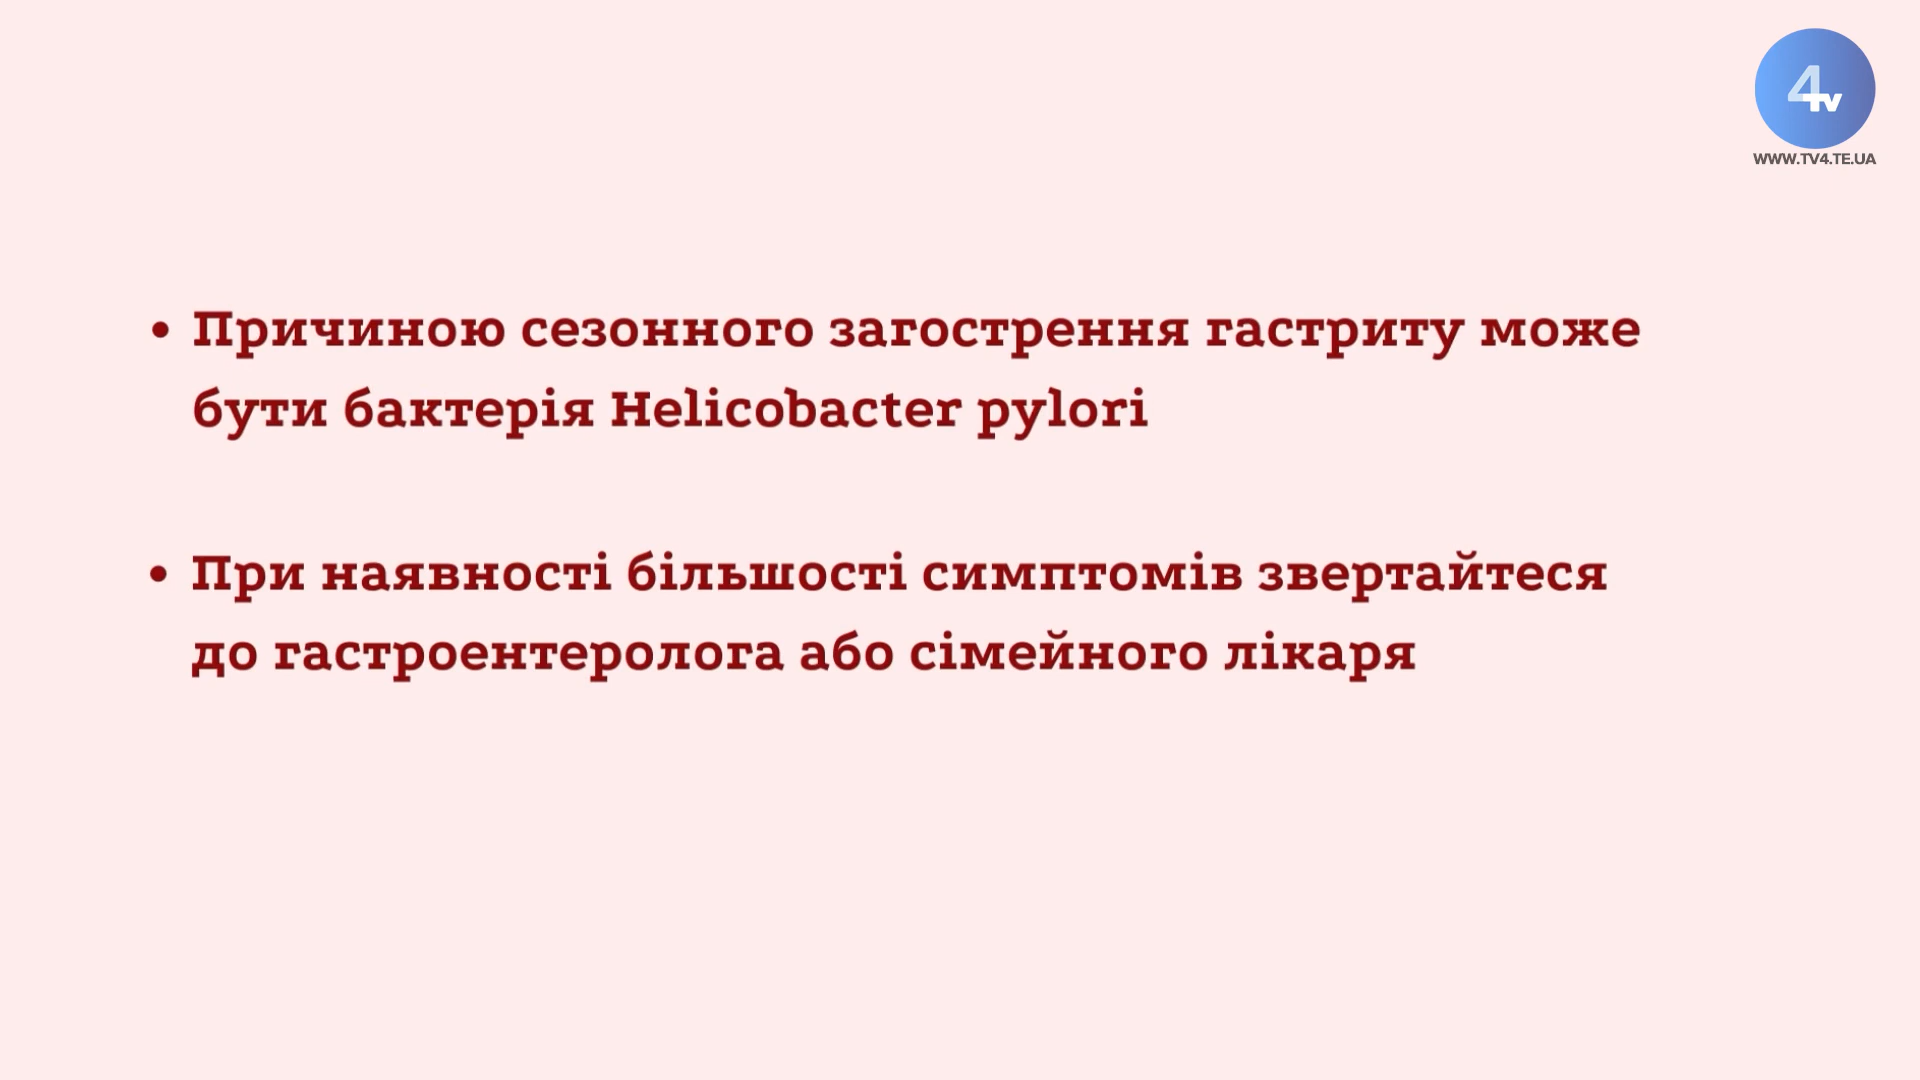 4tv
WWW.TV4.TE.UA
• Причиною сезонного загострення гастриту може
бути бактерія Helicobacter pylori
• При наявності більшості симптомів звертайтеся
до гастроентеролога або сімейного лікаря